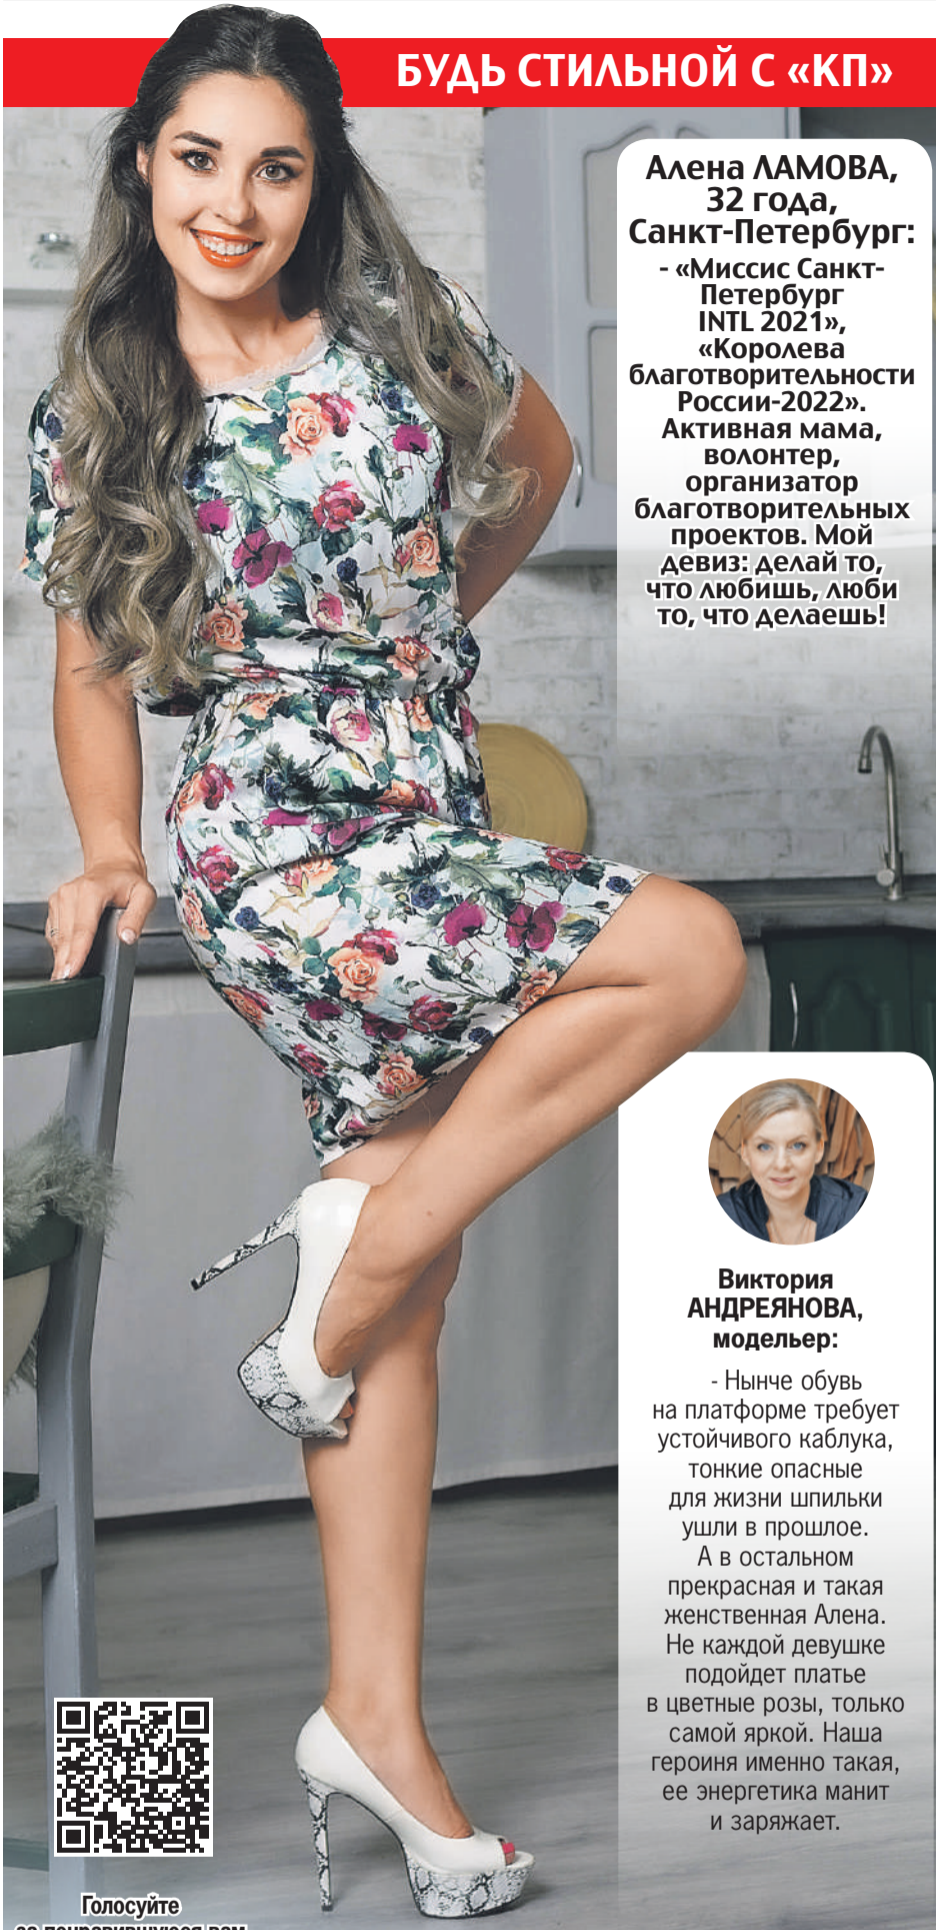 БУДЬ СТИЛЬНОЙ С «КП»
Алена ЛАМОВА,
32 года,
Санкт-Петербург:
- «Миссис Санкт-
Петербург
INTL 2021»,
«Королева
благотворительности
России-2022».
Активная мама,
волонтер,
организатор
благотворительных
проектов. Мой
девиз: делай то,
что любишь, люби
то, что делаешь!
Виктория
АНДРЕЯНОВА,
модельер:
- Нынче обувь
на платформе требует
устойчивого каблука,
тонкие опасные
для жизни шпильки
ушли в прошлое.
А в остальном
прекрасная и такая
женственная Алена.
Не каждой девушке
подойдет платье
в цветные розы, только
самой яркой. Наша
героиня именно такая,
ее энергетика манит
и заряжает.
Голосуйте
за понравившуюся вам